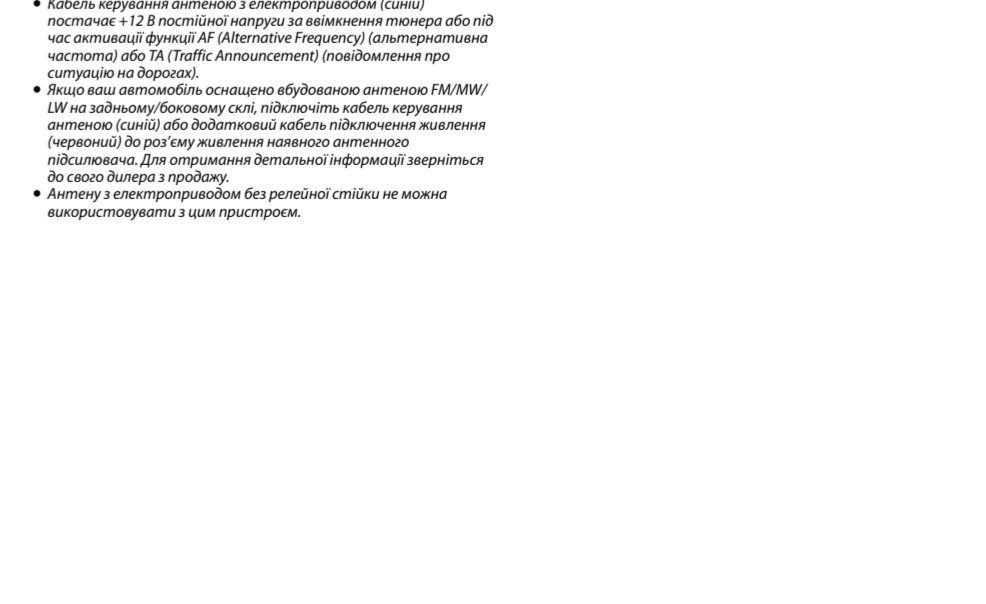 • Кабель керування антеною з електроприводом (синій)
постачає +12 В постійної напруги за ввімкнення тюнера або під
час активації функції AF (Alternative Frequency) (альтернативна
частота) або TA (Traffic Announcement) (повідомлення про
ситуацію на дорогах).
• Якщо ваш автомобіль оснащено вбудованою антеною FM/MW/
LW на задньому/боковому склі, підключіть кабель керування
антеною (синій) або додатковий кабель підключення живлення
(червоний) до роз’єму живлення наявного антенного
підсилювача. Для отримання детальної інформації зверніться
до свого дилера з продажу.
• Антену з електроприводом без релейної стійки не можна
використовувати з цим пристроєм.